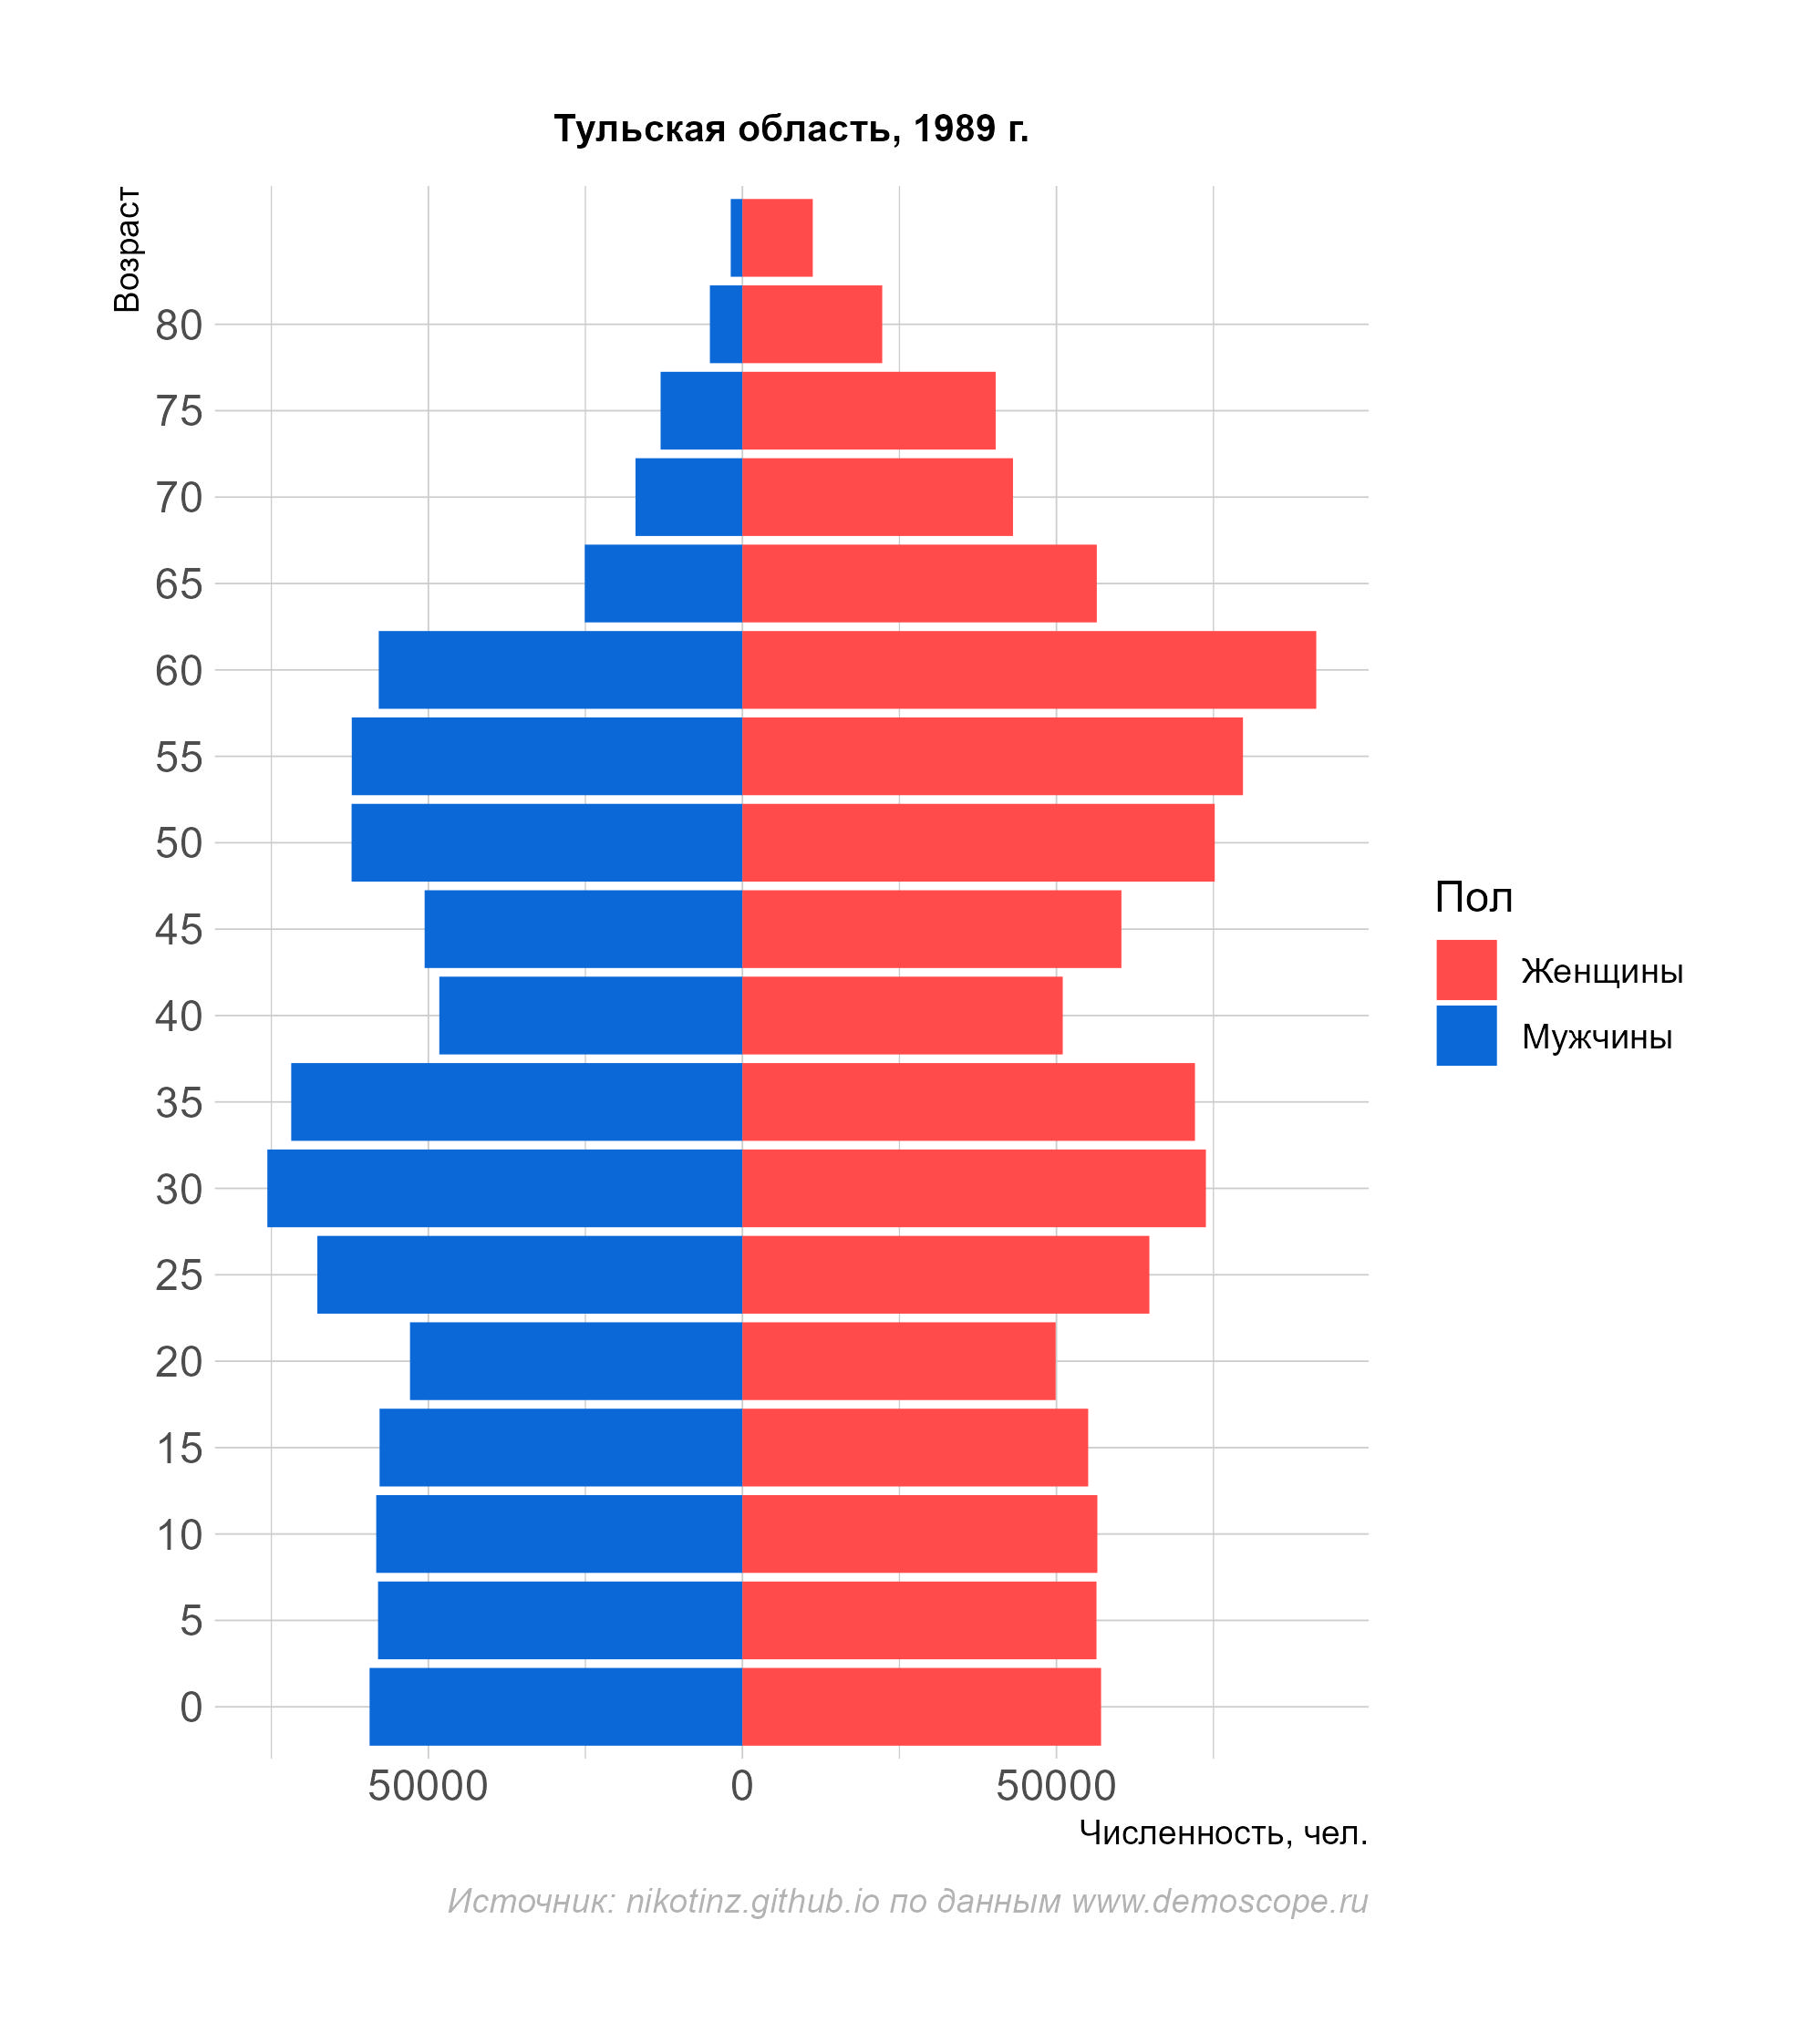 Тульская область, 1989 г.
Возраст
80
75
70
65
60
55
50
45
40
35
30
25
20
15
10
5
0
50000 0 50000
Численность, чел.
Пол
Женщины
Мужчины
Источник: nikotinz.github.io по данным www.demoscope.ru